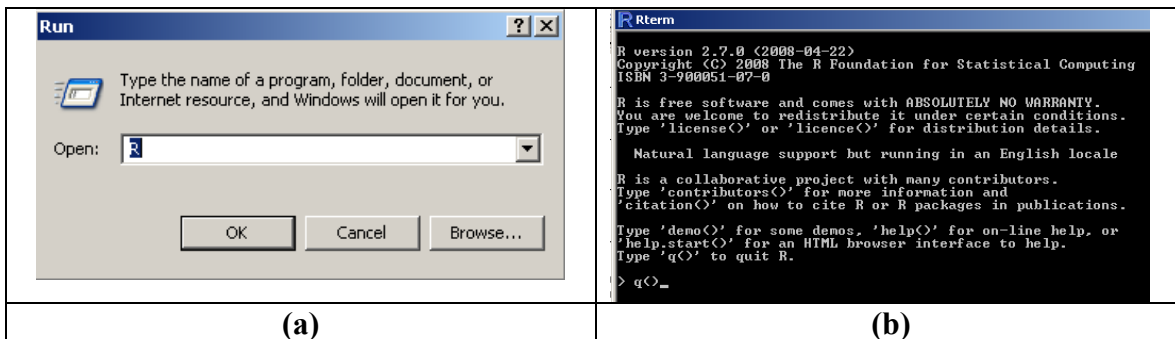 Run
Type the name of a program, folder, document, or
Internet resource, and Windows will open it for you.
Open: R
OK Cancel Browse...
(a)
Rterm
R version 2.7.0 (2008-04-22)
Copyright (C) 2008 The R Foundation for Statistical Computing
ISBN 3-900051-07-0
R is free software and comes with ABSOLUTELY NO WARRANTY.
You are welcome to redistribute it under certain conditions.
Type 'license()' or 'licence()' for distribution details.
Natural language support but running in an English locale
R is a collaborative project with many contributors.
Type 'contributors()' for more information and
'citation()' on how to cite R or R packages in publications.
Type 'demo()' for some demos, 'help()' for on-line help, or
'help.start()' for an HTML browser interface to help.
Type 'q()' to quit R.
> q()_
(b)